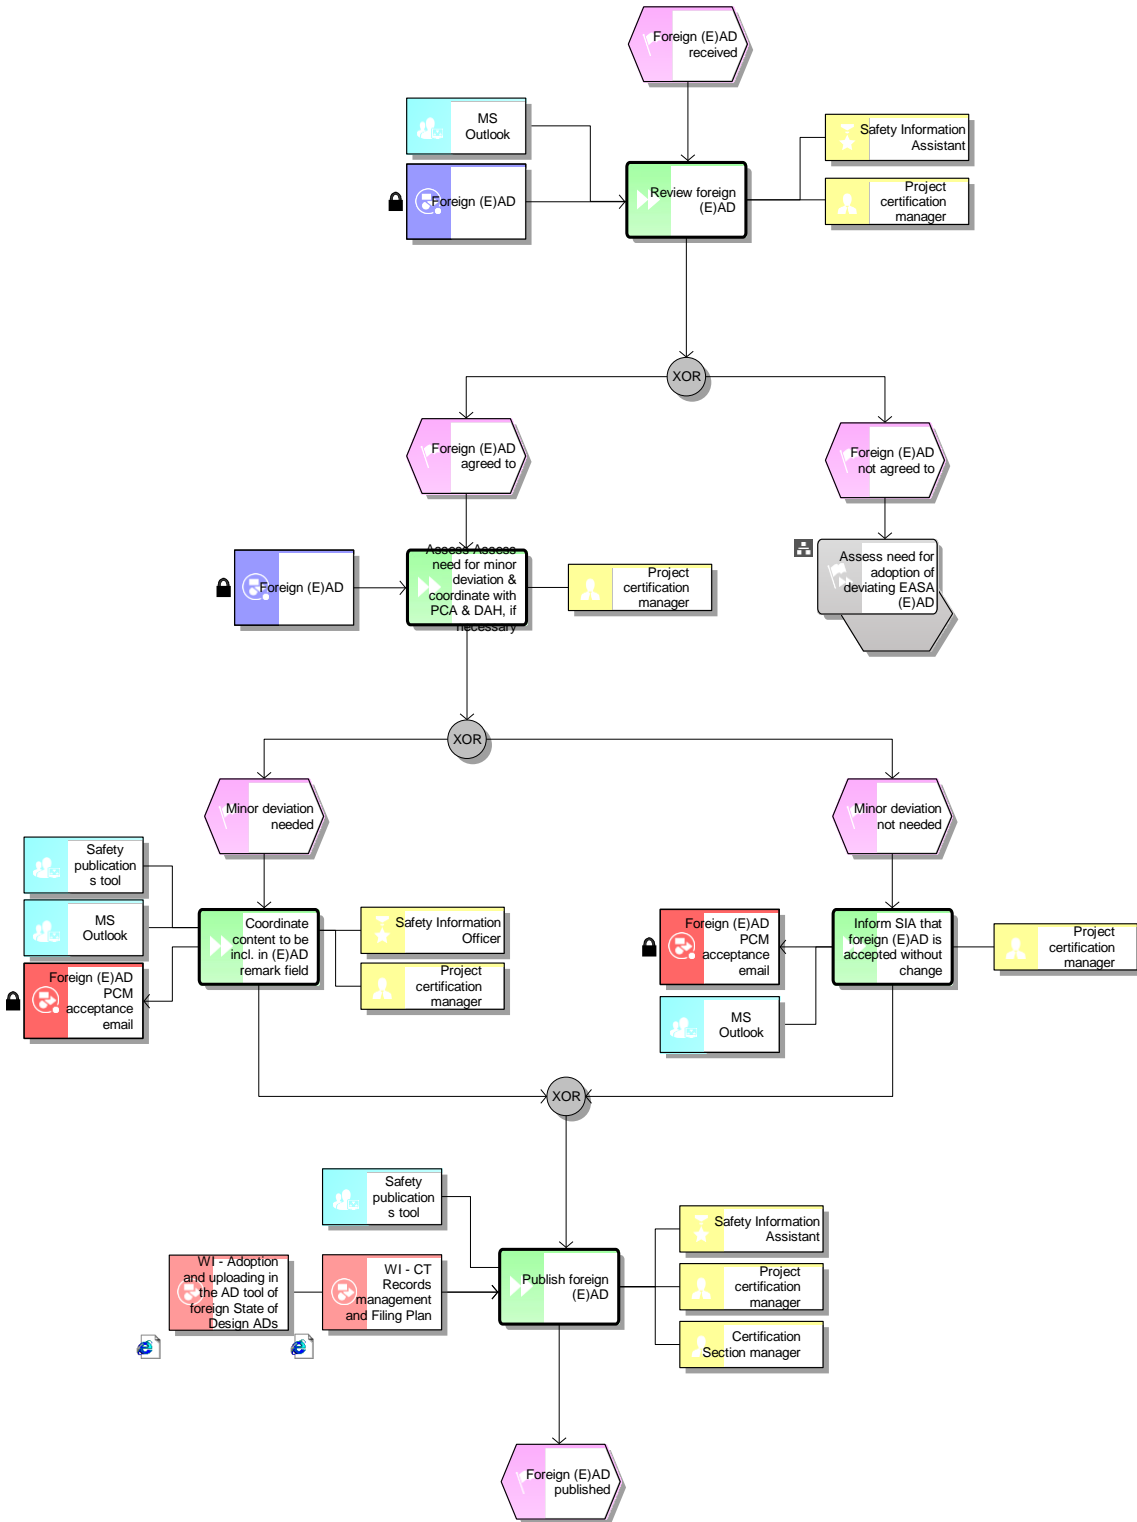 Foreign (E)AD
received
MS
Outlook
Safety Information
Assistant
Foreign (E)AD
Review foreign
(E)AD
Project
certification
manager
XOR
Foreign (E)AD
agreed to
Foreign (E)AD
not agreed to
Foreign (E)AD
Assess Assess
need for minor
deviation &
coordinate with
PCA & DAH, if
necessary
Project
certification
manager
Assess need for
adoption of
deviating EASA
(E)AD
XOR
Minor deviation
needed
Minor deviation
not needed
Safety
publication
s tool
MS
Outlook
Foreign (E)AD
PCM
acceptance
email
Coordinate
content to be
incl. in (E)AD
remark field
Safety Information
Officer
Project
certification
manager
Foreign (E)AD
PCM
acceptance
email
MS
Outlook
Inform SIA that
foreign (E)AD is
accepted without
change
Project
certification
manager
XOR
Safety
publication
s tool
WI - Adoption
and uploading in
the AD tool of
foreign State of
Design ADs
WI - CT
Records
management
and Filing Plan
Publish foreign
(E)AD
Safety Information
Assistant
Project
certification
manager
Certification
Section manager
Foreign (E)AD
published